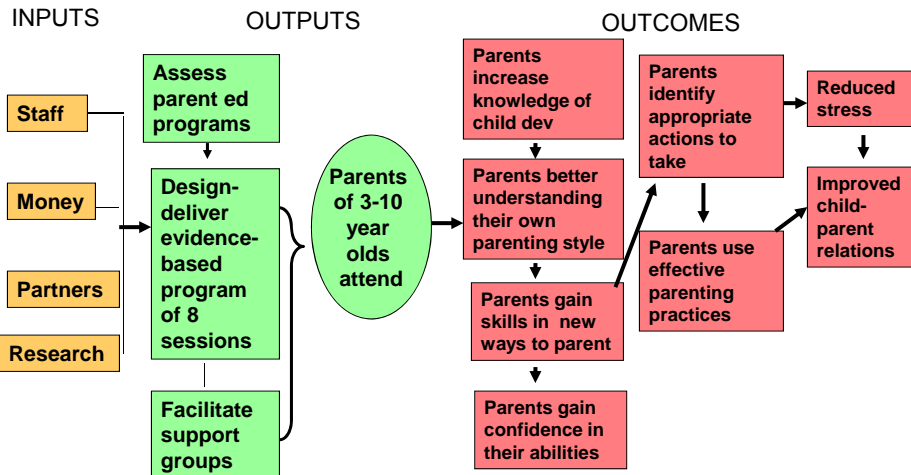 INPUTS
OUTPUTS
OUTCOMES
Staff
Money
Partners
Research
Assess
parent ed
programs
Design-
deliver
evidence-
based
program
of 8
sessions
Facilitate
support
groups
Parents
of 3-10
year
olds
attend
Parents
increase
knowledge of
child dev
Parents better
understanding
their own
parenting style
Parents gain
skills in new
ways to parent
Parents gain
confidence in
their abilities
Parents
identify
appropriate
actions to
take
Parents use
effective
parenting
practices
Reduced
stress
Improved
child-
parent
relations